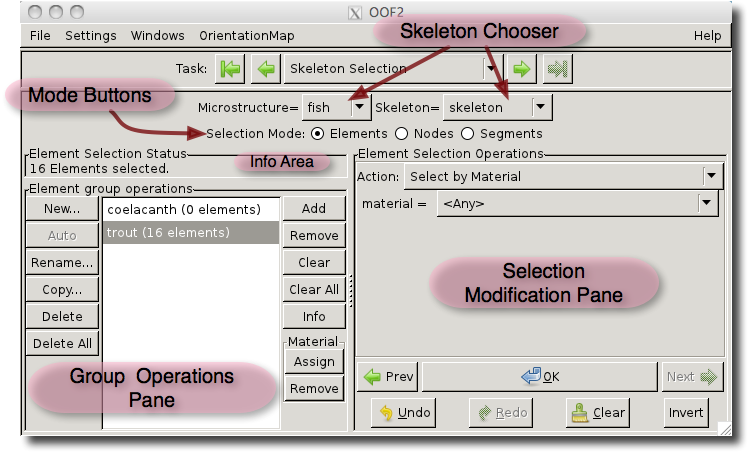 OOF2
File Settings Windows OrientationMap Help
Skeleton Chooser
Task: Skeleton Selection
Mode Buttons
Microstructure= fish Skeleton= skeleton
Selection Mode: Elements Nodes Segments
Element Selection Status
16 Elements selected.
Info Area
Element group operations
New...
Auto
Rename...
Copy...
Delete
Delete All
coelacanth (0 elements)
trout (16 elements)
Add
Remove
Clear
Clear All
Info
Material
Assign
Remove
Group Operations
Pane
Element Selection Operations
Action: Select by Material
material = <Any>
Selection
Modification Pane
Prev OK Next
Undo Redo Clear Invert